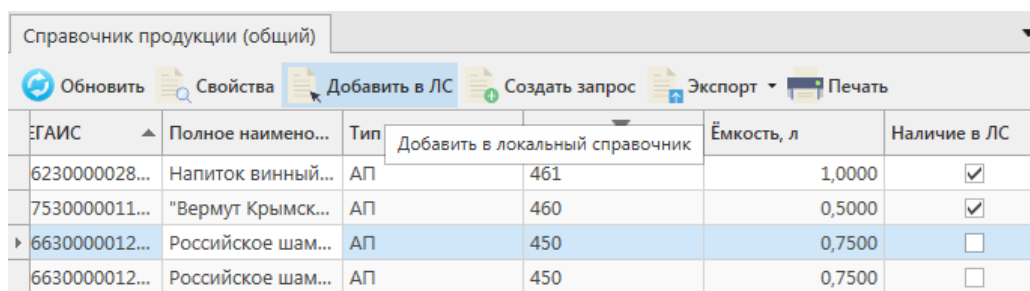 Справочник продукции (общий)
Обновить Свойства Добавить в ЛС Создать запрос Экспорт Печать
ЕГАИС Полное наимено... Тип Ёмкость, л Наличие в ЛС
Добавить в локальный справочник
6230000028... Напиток винный... АП 461 1,0000
7530000011... "Вермут Крымск... АП 460 0,5000
6630000012... Российское шам... АП 450 0,7500
6630000012... Российское шам... АП 450 0,7500